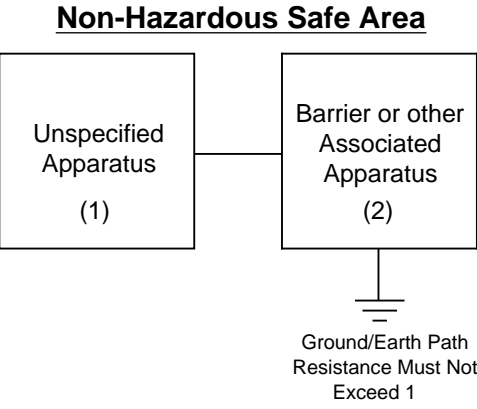 Non-Hazardous Safe Area
Unspecified
Apparatus
(1)
Barrier or other
Associated
Apparatus
(2)
Ground/Earth Path
Resistance Must Not
Exceed 1